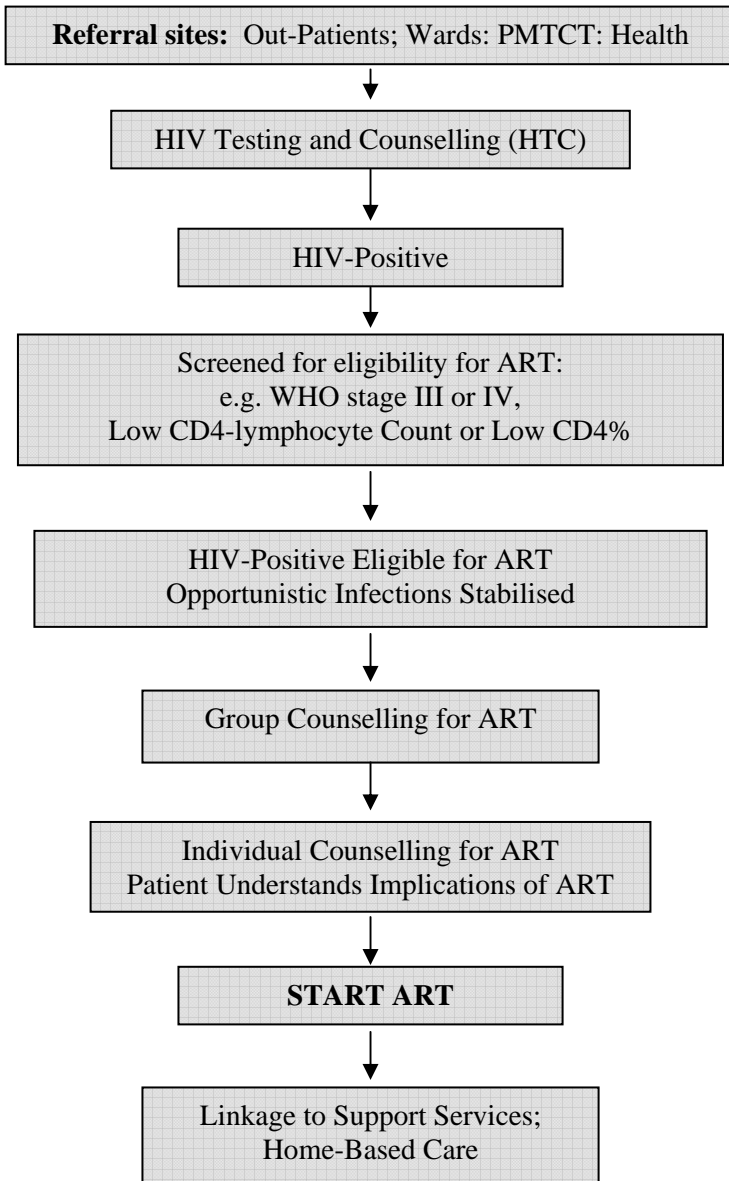 Referral sites: Out-Patients; Wards: PMTCT: Health
HIV Testing and Counselling (HTC)
HIV-Positive
Screened for eligibility for ART:
e.g. WHO stage III or IV,
Low CD4-lymphocyte Count or Low CD4%
HIV-Positive Eligible for ART
Opportunistic Infections Stabilised
Group Counselling for ART
Individual Counselling for ART
Patient Understands Implications of ART
START ART
Linkage to Support Services;
Home-Based Care